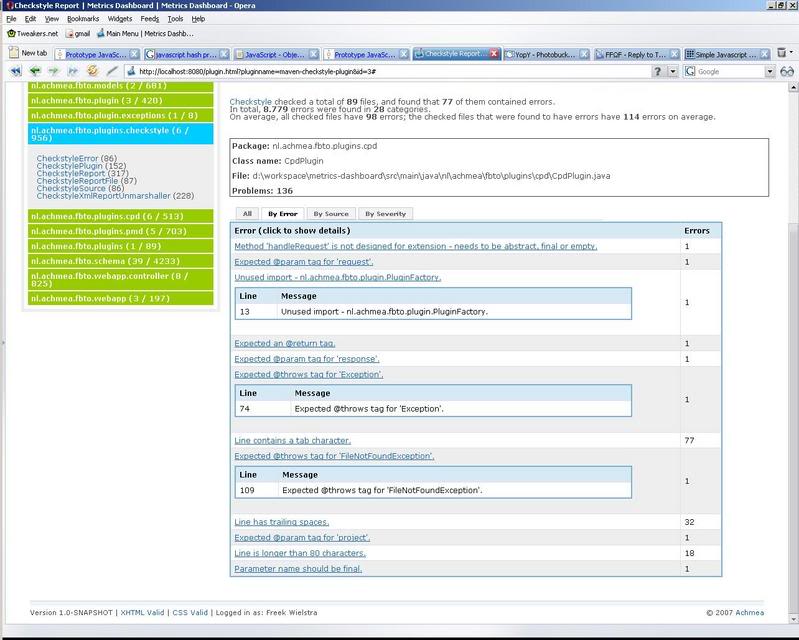 Checkstyle Report | Metrics Dashboard | Metrics Dashboard - Opera
File Edit View Bookmarks Widgets Feeds Tools Help
Tweakers.net gmail Main Menu | Metrics Dashb...
New tab Prototype JavaSc... javascript hash pr... JavaScript - Obje... Prototype JavaSc... Checkstyle Report... YopY - Photobuck... FFQF - Reply to T... Simple Javascript ...
http://localhost:8080/plugin.html?pluginname=maven-checkstyle-plugin&id=3# ? Google
nl.achmea.fbto.models (2 / 681)
nl.achmea.fbto.plugin (3 / 420)
nl.achmea.fbto.plugin.exceptions (1 / 8)
nl.achmea.fbto.plugins.checkstyle (6 /
956)
CheckstyleError (86)
CheckstylePlugin (152)
CheckstyleReport (317)
CheckstyleReportFile (87)
CheckstyleSource (86)
CheckstyleXmlReportUnmarshaller (228)
nl.achmea.fbto.plugins.cpd (6 / 513)
nl.achmea.fbto.plugins.pmd (5 / 703)
nl.achmea.fbto.plugins (1 / 89)
nl.achmea.fbto.schema (39 / 4233)
nl.achmea.fbto.webapp.controller (8 /
825)
nl.achmea.fbto.webapp (3 / 197)
Checkstyle checked a total of 89 files, and found that 77 of them contained errors.
In total, 8.779 errors were found in 28 categories.
On average, all checked files have 98 errors; the checked files that were found to have errors have 114 errors on average.
Package: nl.achmea.fbto.plugins.cpd
Class name: CpdPlugin
File: d:\workspace\metrics-dashboard\src\main\java\nl\achmea\fbto\plugins\cpd\CpdPlugin.java
Problems: 136
All By Error By Source By Severity
Error (click to show details) Errors
Method 'handleRequest' is not designed for extension - needs to be abstract, final or empty. 1
Expected @param tag for 'request'. 1
Unused import - nl.achmea.fbto.plugin.PluginFactory. 1
Line Message
13 Unused import - nl.achmea.fbto.plugin.PluginFactory.
Expected an @return tag. 1
Expected @param tag for 'response'. 1
Expected @throws tag for 'Exception'. 1
Line Message
74 Expected @throws tag for 'Exception'.
Line contains a tab character. 77
Expected @throws tag for 'FileNotFoundException'. 1
Line Message
109 Expected @throws tag for 'FileNotFoundException'.
Line has trailing spaces. 32
Expected @param tag for 'project'. 1
Line is longer than 80 characters. 18
Parameter name should be final. 1
Version 1.0-SNAPSHOT | XHTML Valid | CSS Valid | Logged in as: Freek Wielstra © 2007 Achmea